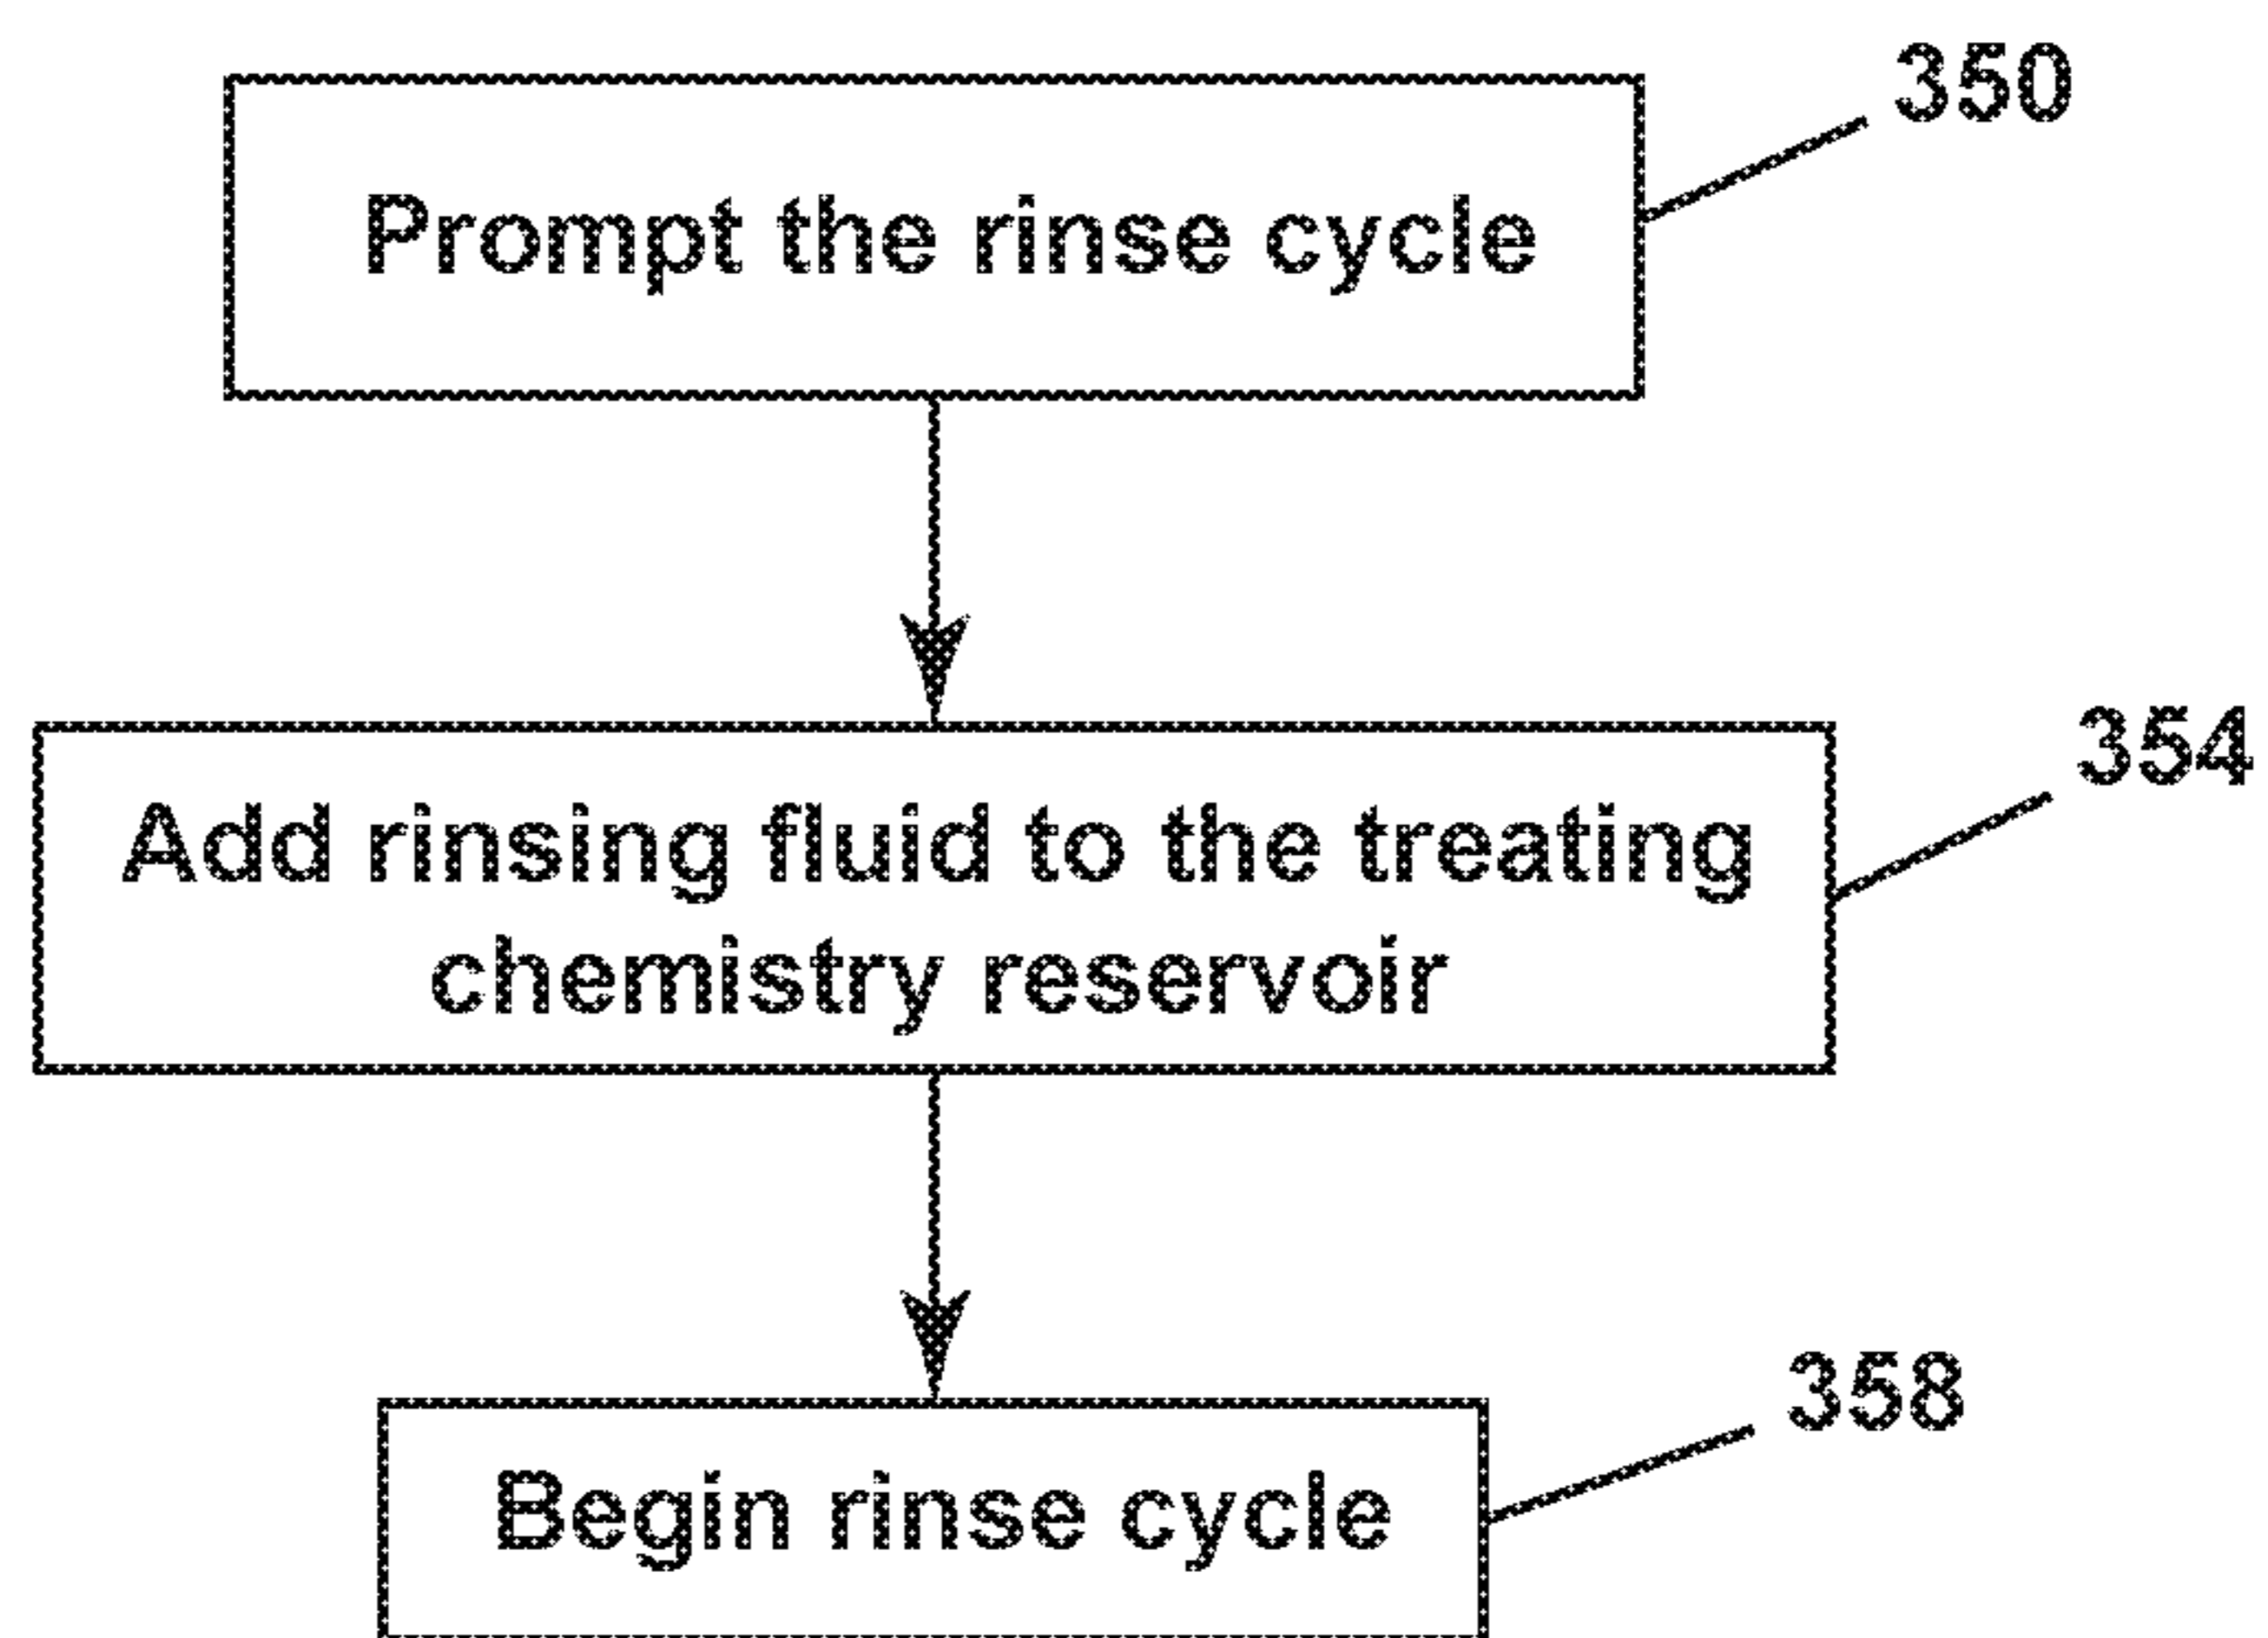 350
Prompt the rinse cycle
354
Add rinsing fluid to the treating
chemistry reservoir
358
Begin rinse cycle